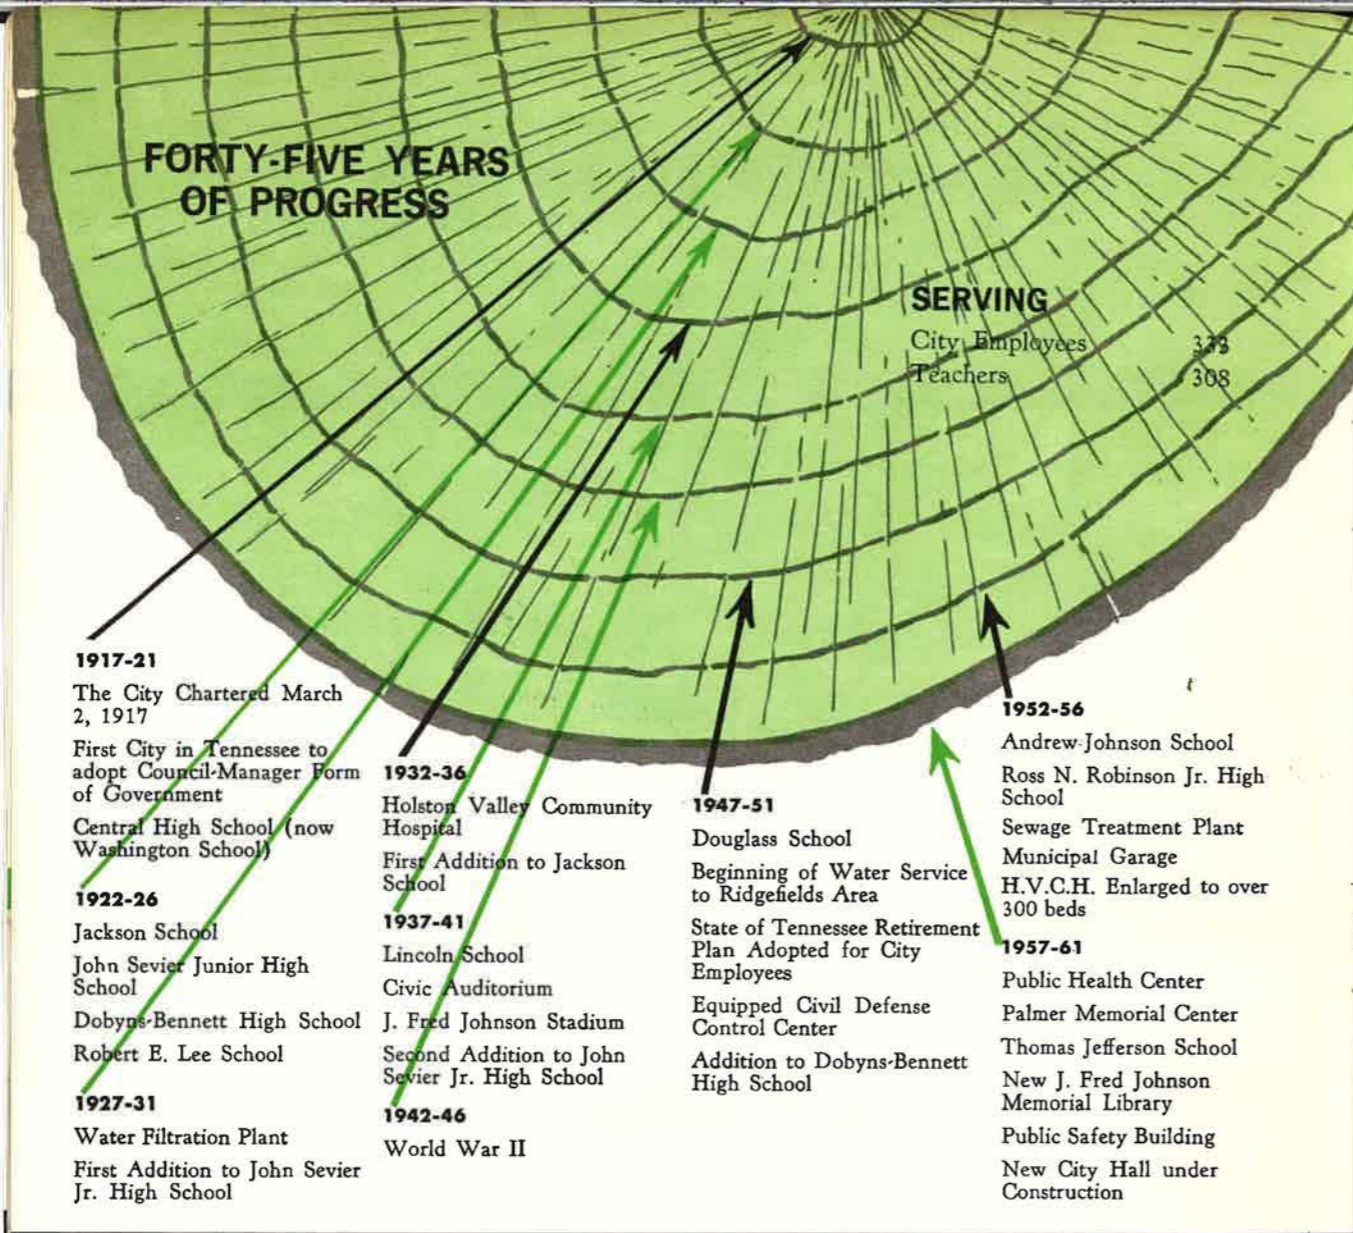 FORTY-FIVE YEARS
OF PROGRESS
SERVING
City Employees 333
Teachers 308
1917-21
The City Chartered March
2, 1917
First City in Tennessee to
adopt Council-Manager Form
of Government
Central High School (now
Washington School)
1922-26
Jackson School
John Sevier Junior High
School
Dobyns-Bennett High School
Robert E. Lee School
1927-31
Water Filtration Plant
First Addition to John Sevier
Jr. High School
1932-36
Holston Valley Community
Hospital
First Addition to Jackson
School
1937-41
Lincoln School
Civic Auditorium
J. Fred Johnson Stadium
Second Addition to John
Sevier Jr. High School
1942-46
World War II
1947-51
Douglass School
Beginning of Water Service
to Ridgefields Area
State of Tennessee Retirement
Plan Adopted for City
Employees
Equipped Civil Defense
Control Center
Addition to Dobyns-Bennett
High School
1952-56
Andrew Johnson School
Ross N. Robinson Jr. High
School
Sewage Treatment Plant
Municipal Garage
H.V.C.H. Enlarged to over
300 beds
1957-61
Public Health Center
Palmer Memorial Center
Thomas Jefferson School
New J. Fred Johnson
Memorial Library
Public Safety Building
New City Hall under
Construction